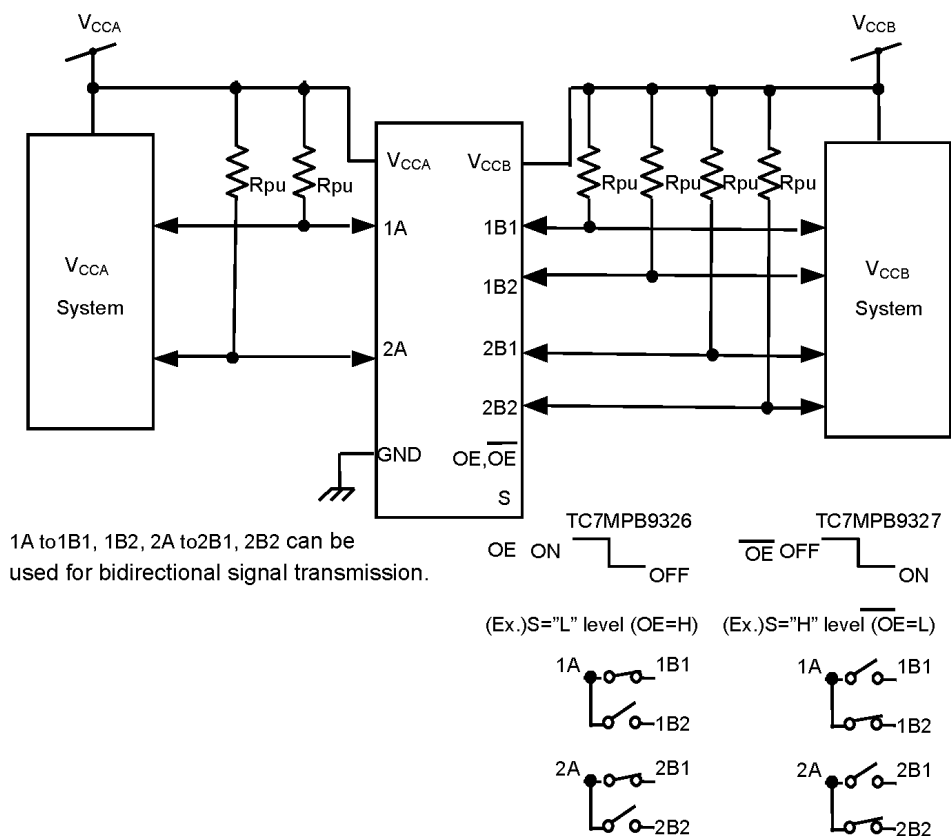 VCCA
VCCB
VCCA
VCCB
Rpu
Rpu
Rpu
Rpu
Rpu
Rpu
1A
1B1
VCCA
System
1B2
VCCB
System
2A
2B1
2B2
GND
OE,OE
S
1A to1B1, 1B2, 2A to2B1, 2B2 can be
used for bidirectional signal transmission.
TC7MPB9326
TC7MPB9327
OE ON
OFF
OE OFF
ON
(Ex.)S="L" level (OE=H)
(Ex.)S="H" level (OE=L)
1A
1B1
1B2
1A
1B1
1B2
2A
2B1
2B2
2A
2B1
2B2